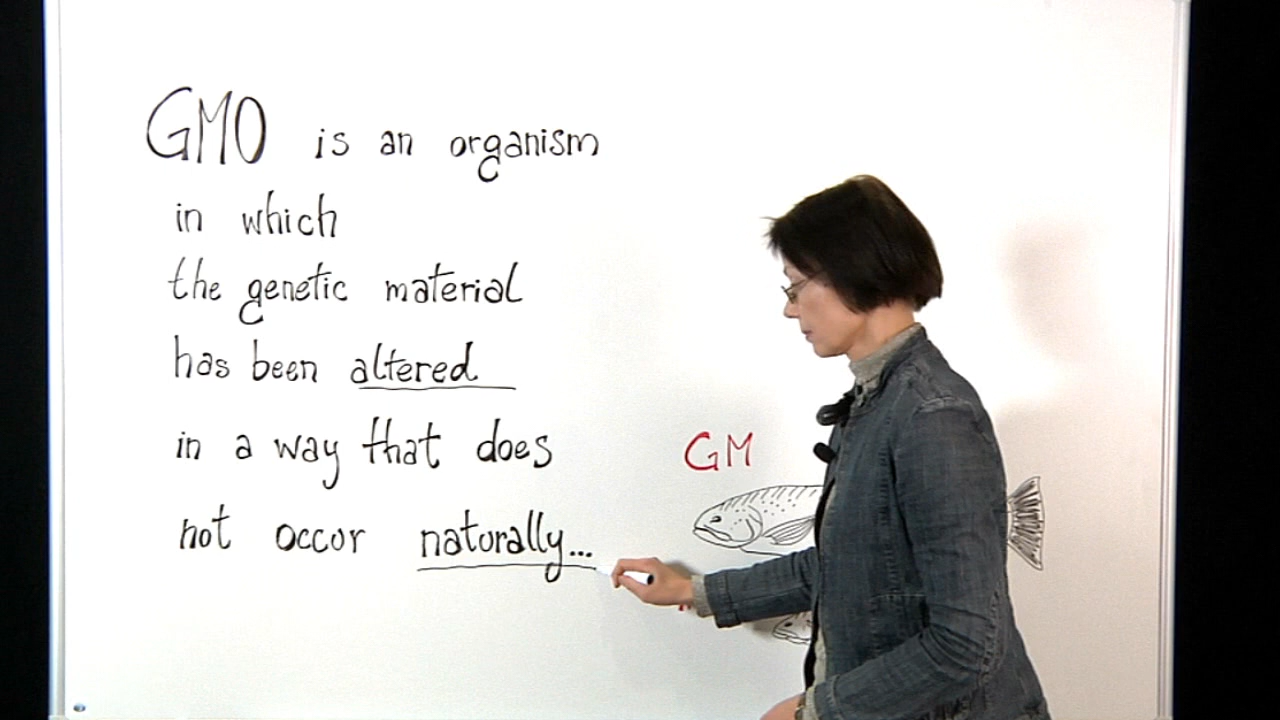 GMO is an organism
in which
the genetic material
has been altered
in a way that does
not occur naturally...
GM